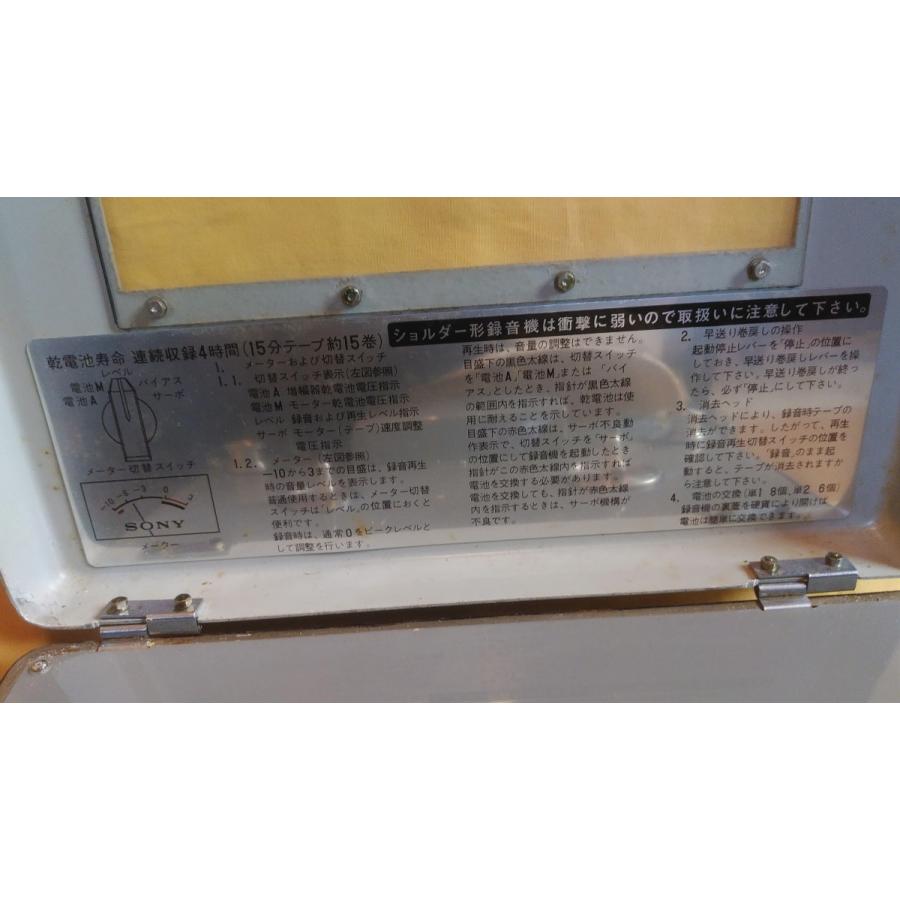 ショルダー形録音機は衝撃に弱いので取扱いに注意して下さい。
乾電池寿命 連続収録4時間(15分テープ約15巻)
レベル
電池M
バイアス
電池A
サーボ
メーター切替スイッチ
-10 -6 -3 0 3
SONY
メーター
1. メーターおよび切替スイッチ
1.1. 切替スイッチ表示(左図参照)
電池A 増幅器乾電池電圧指示
電池M モーター乾電池電圧指示
レベル 録音および再生レベル指示
サーボ モーター(テープ)速度調整
電圧指示
1.2. メーター(左図参照)
-10から3までの目盛は、録音再生
時の音量レベルを表示します。
普通使用するときは、メーター切替
スイッチは「レベル」の位置におくと
便利です。
録音時は、通常0をピークレベルと
して調整を行います。
再生時は、音量の調整はできません。
目盛下の黒色太線は、切替スイッチ
を「電池A」「電池M」または「バイ
アス」としたとき、指針が黒色太線
の範囲内を指示すれば、乾電池は使
用に耐えることを示しています。
目盛下の赤色太線は、サーボ不良動
作表示で、切替スイッチを「サーボ」
の位置にして録音機を起動したとき
指針がこの赤色太線内を指示すれば
電池を交換する必要があります。
電池を交換しても、指針が赤色太線
内を指示するときは、サーボ機構が
不良です。
2. 早送り巻戻しの操作
起動停止レバーを「停止」の位置に
しておき、早送り巻戻しレバーを操
作して下さい。早送り巻戻しが終っ
たら、必ず「停止」にして下さい。
3. 消去ヘッド
消去ヘッドにより、録音時テープの
消去ができます。したがって、再生
時に録音再生切替スイッチの位置を
確認して下さい。「録音」のまま起
動すると、テープが消去されますか
ら注意して下さい。
4. 電池の交換(単1 8個、単2 6個)
録音機の裏蓋を硬貨により開けば
電池は簡単に交換できます。